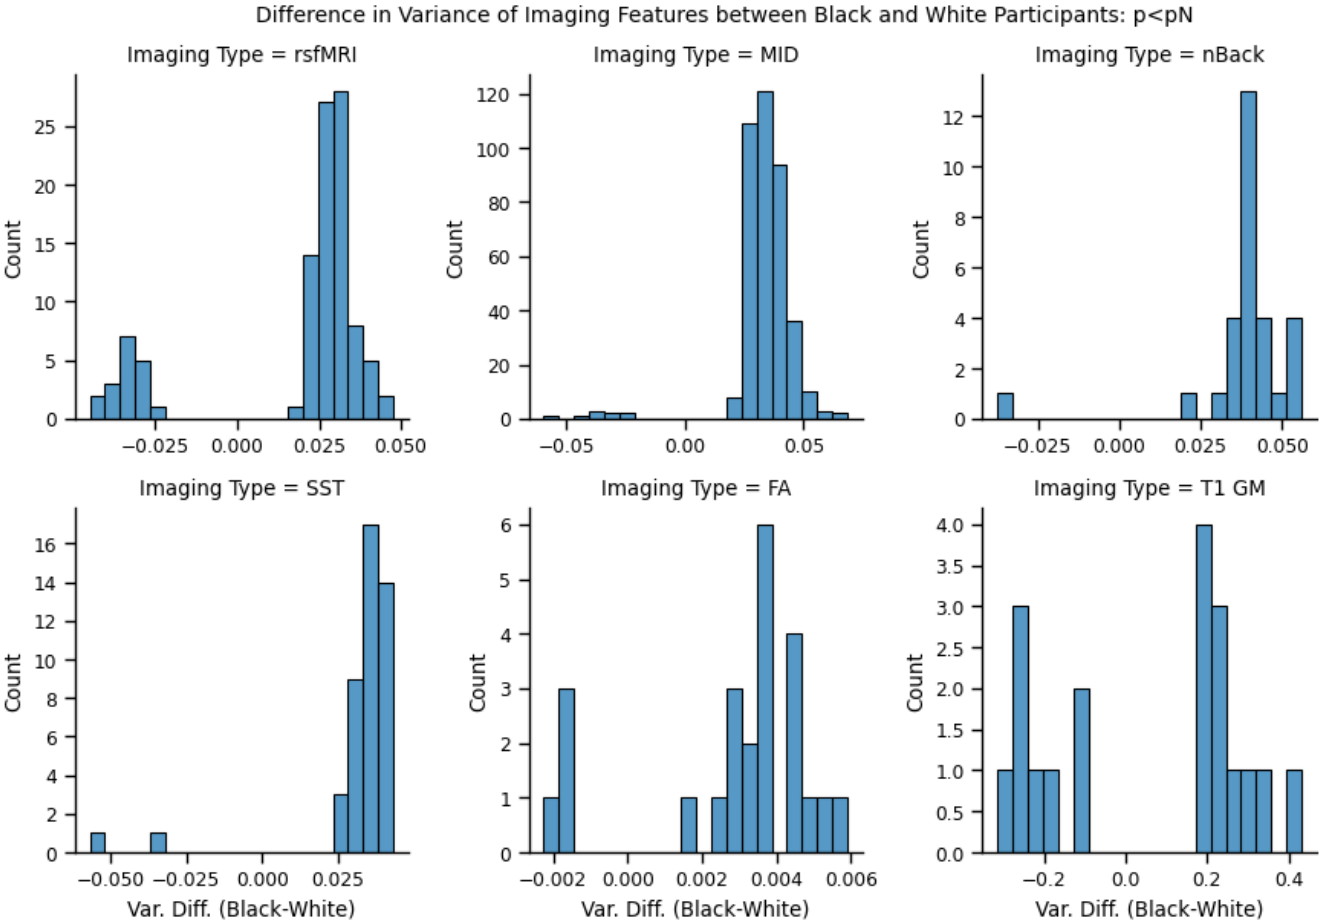 Difference in Variance of Imaging Features between Black and White Participants: p<pN
Imaging Type = rsfMRI
Count
25
20
15
10
5
0
−0.025 0.000 0.025 0.050
Imaging Type = MID
Count
120
100
80
60
40
20
0
−0.05 0.00 0.05
Imaging Type = nBack
Count
12
10
8
6
4
2
0
−0.025 0.000 0.025 0.050
Imaging Type = SST
Count
16
14
12
10
8
6
4
2
0
−0.050 −0.025 0.000 0.025
Var. Diff. (Black-White)
Imaging Type = FA
Count
6
5
4
3
2
1
0
−0.002 0.000 0.002 0.004 0.006
Var. Diff. (Black-White)
Imaging Type = T1 GM
Count
4.0
3.5
3.0
2.5
2.0
1.5
1.0
0.5
0.0
−0.2 0.0 0.2 0.4
Var. Diff. (Black-White)